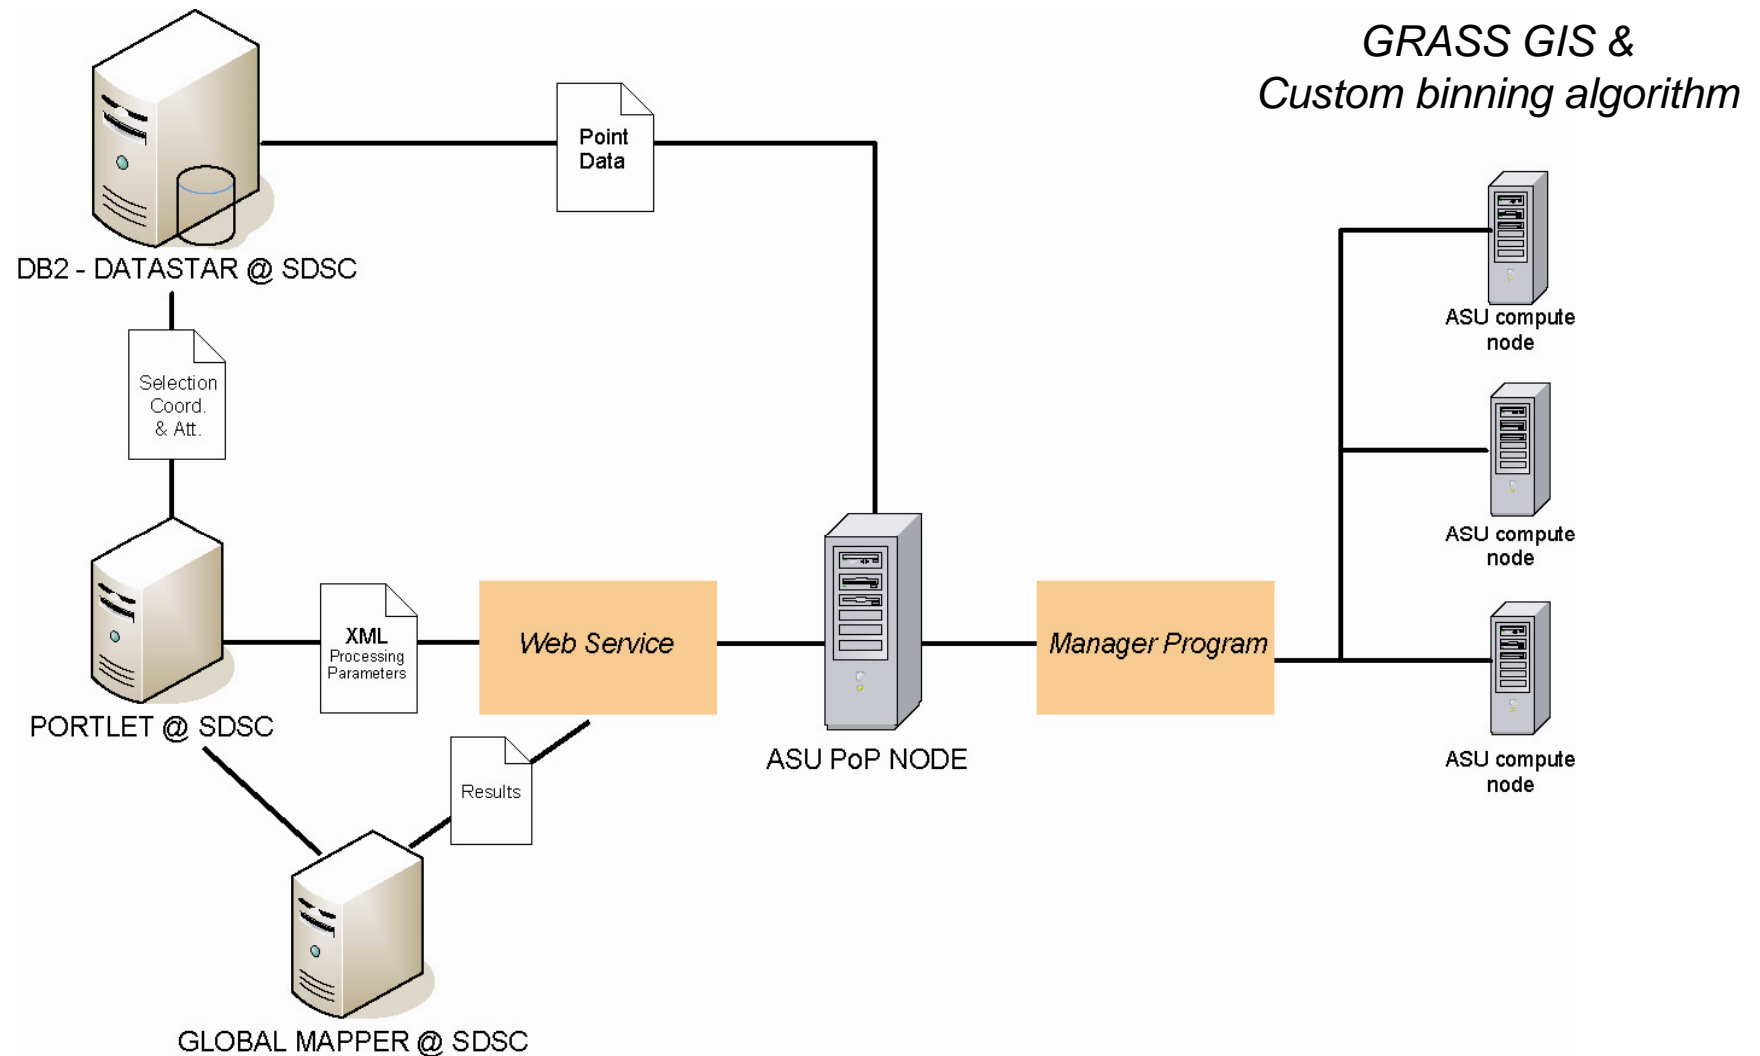 GRASS GIS &
Custom binning algorithm
Point
Data
DB2 - DATASTAR @ SDSC
Selection
Coord.
& Att.
ASU compute
node
ASU compute
node
XML
Processing
Parameters
Web Service
Manager Program
PORTLET @ SDSC
ASU PoP NODE
ASU compute
node
Results
GLOBAL MAPPER @ SDSC